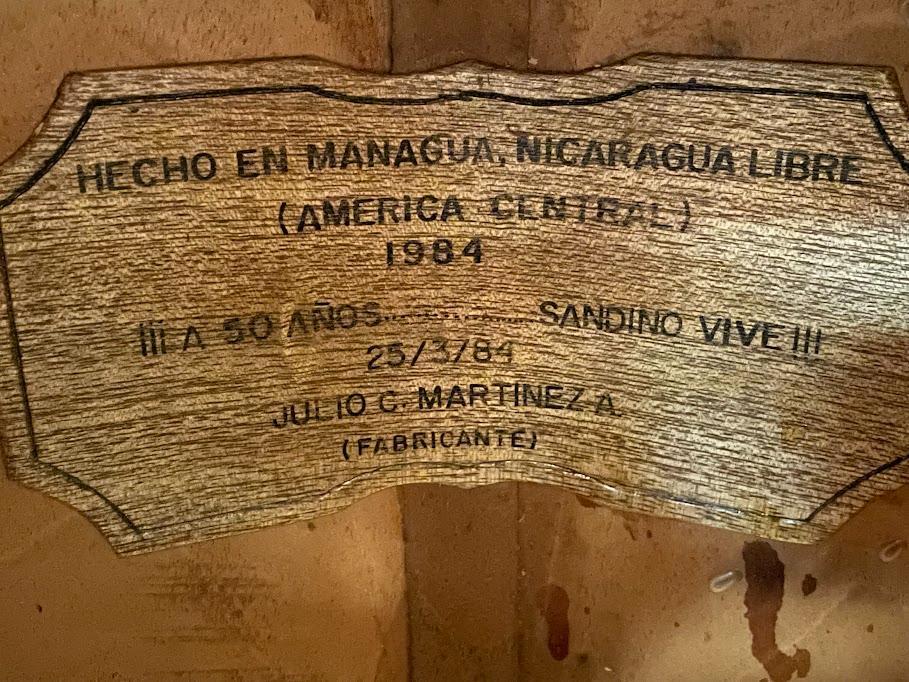 HECHO EN MANAGUA, NICARAGUA LIBRE
(AMERICA CENTRAL)
1984
¡¡¡ A 50 AÑOS............SANDINO VIVE !!!
25/3/84
JULIO C. MARTINEZ A.
(FABRICANTE)